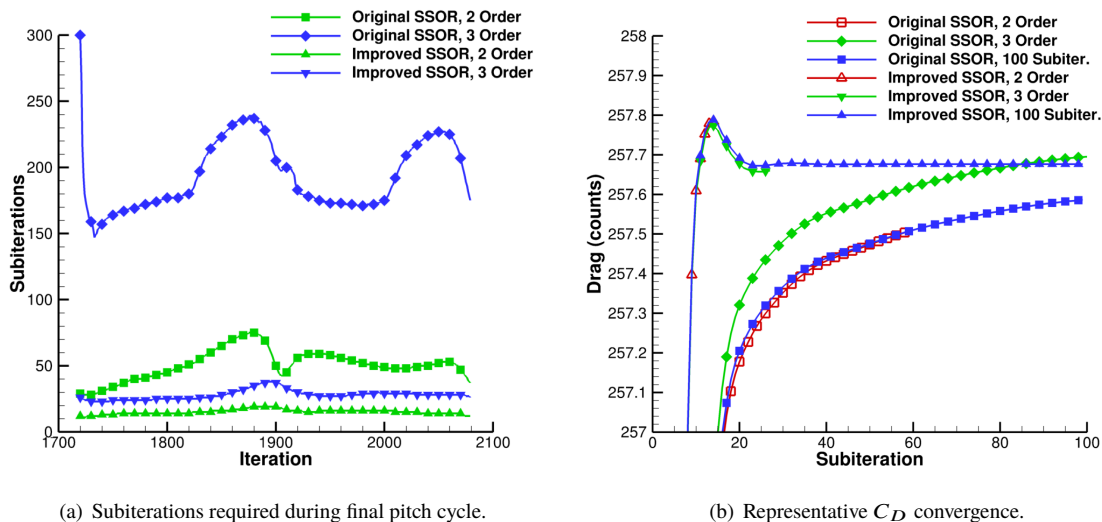 Original SSOR, 2 Order
Original SSOR, 3 Order
Improved SSOR, 2 Order
Improved SSOR, 3 Order
300
250
200
150
100
50
0
Subiterations
1700
1800
1900
2000
2100
Iteration
(a) Subiterations required during final pitch cycle.
Original SSOR, 2 Order
Original SSOR, 3 Order
Original SSOR, 100 Subiter.
Improved SSOR, 2 Order
Improved SSOR, 3 Order
Improved SSOR, 100 Subiter.
258
257.9
257.8
257.7
257.6
257.5
257.4
257.3
257.2
257.1
257
Drag (counts)
0
20
40
60
80
100
Subiteration
(b) Representative C_D convergence.